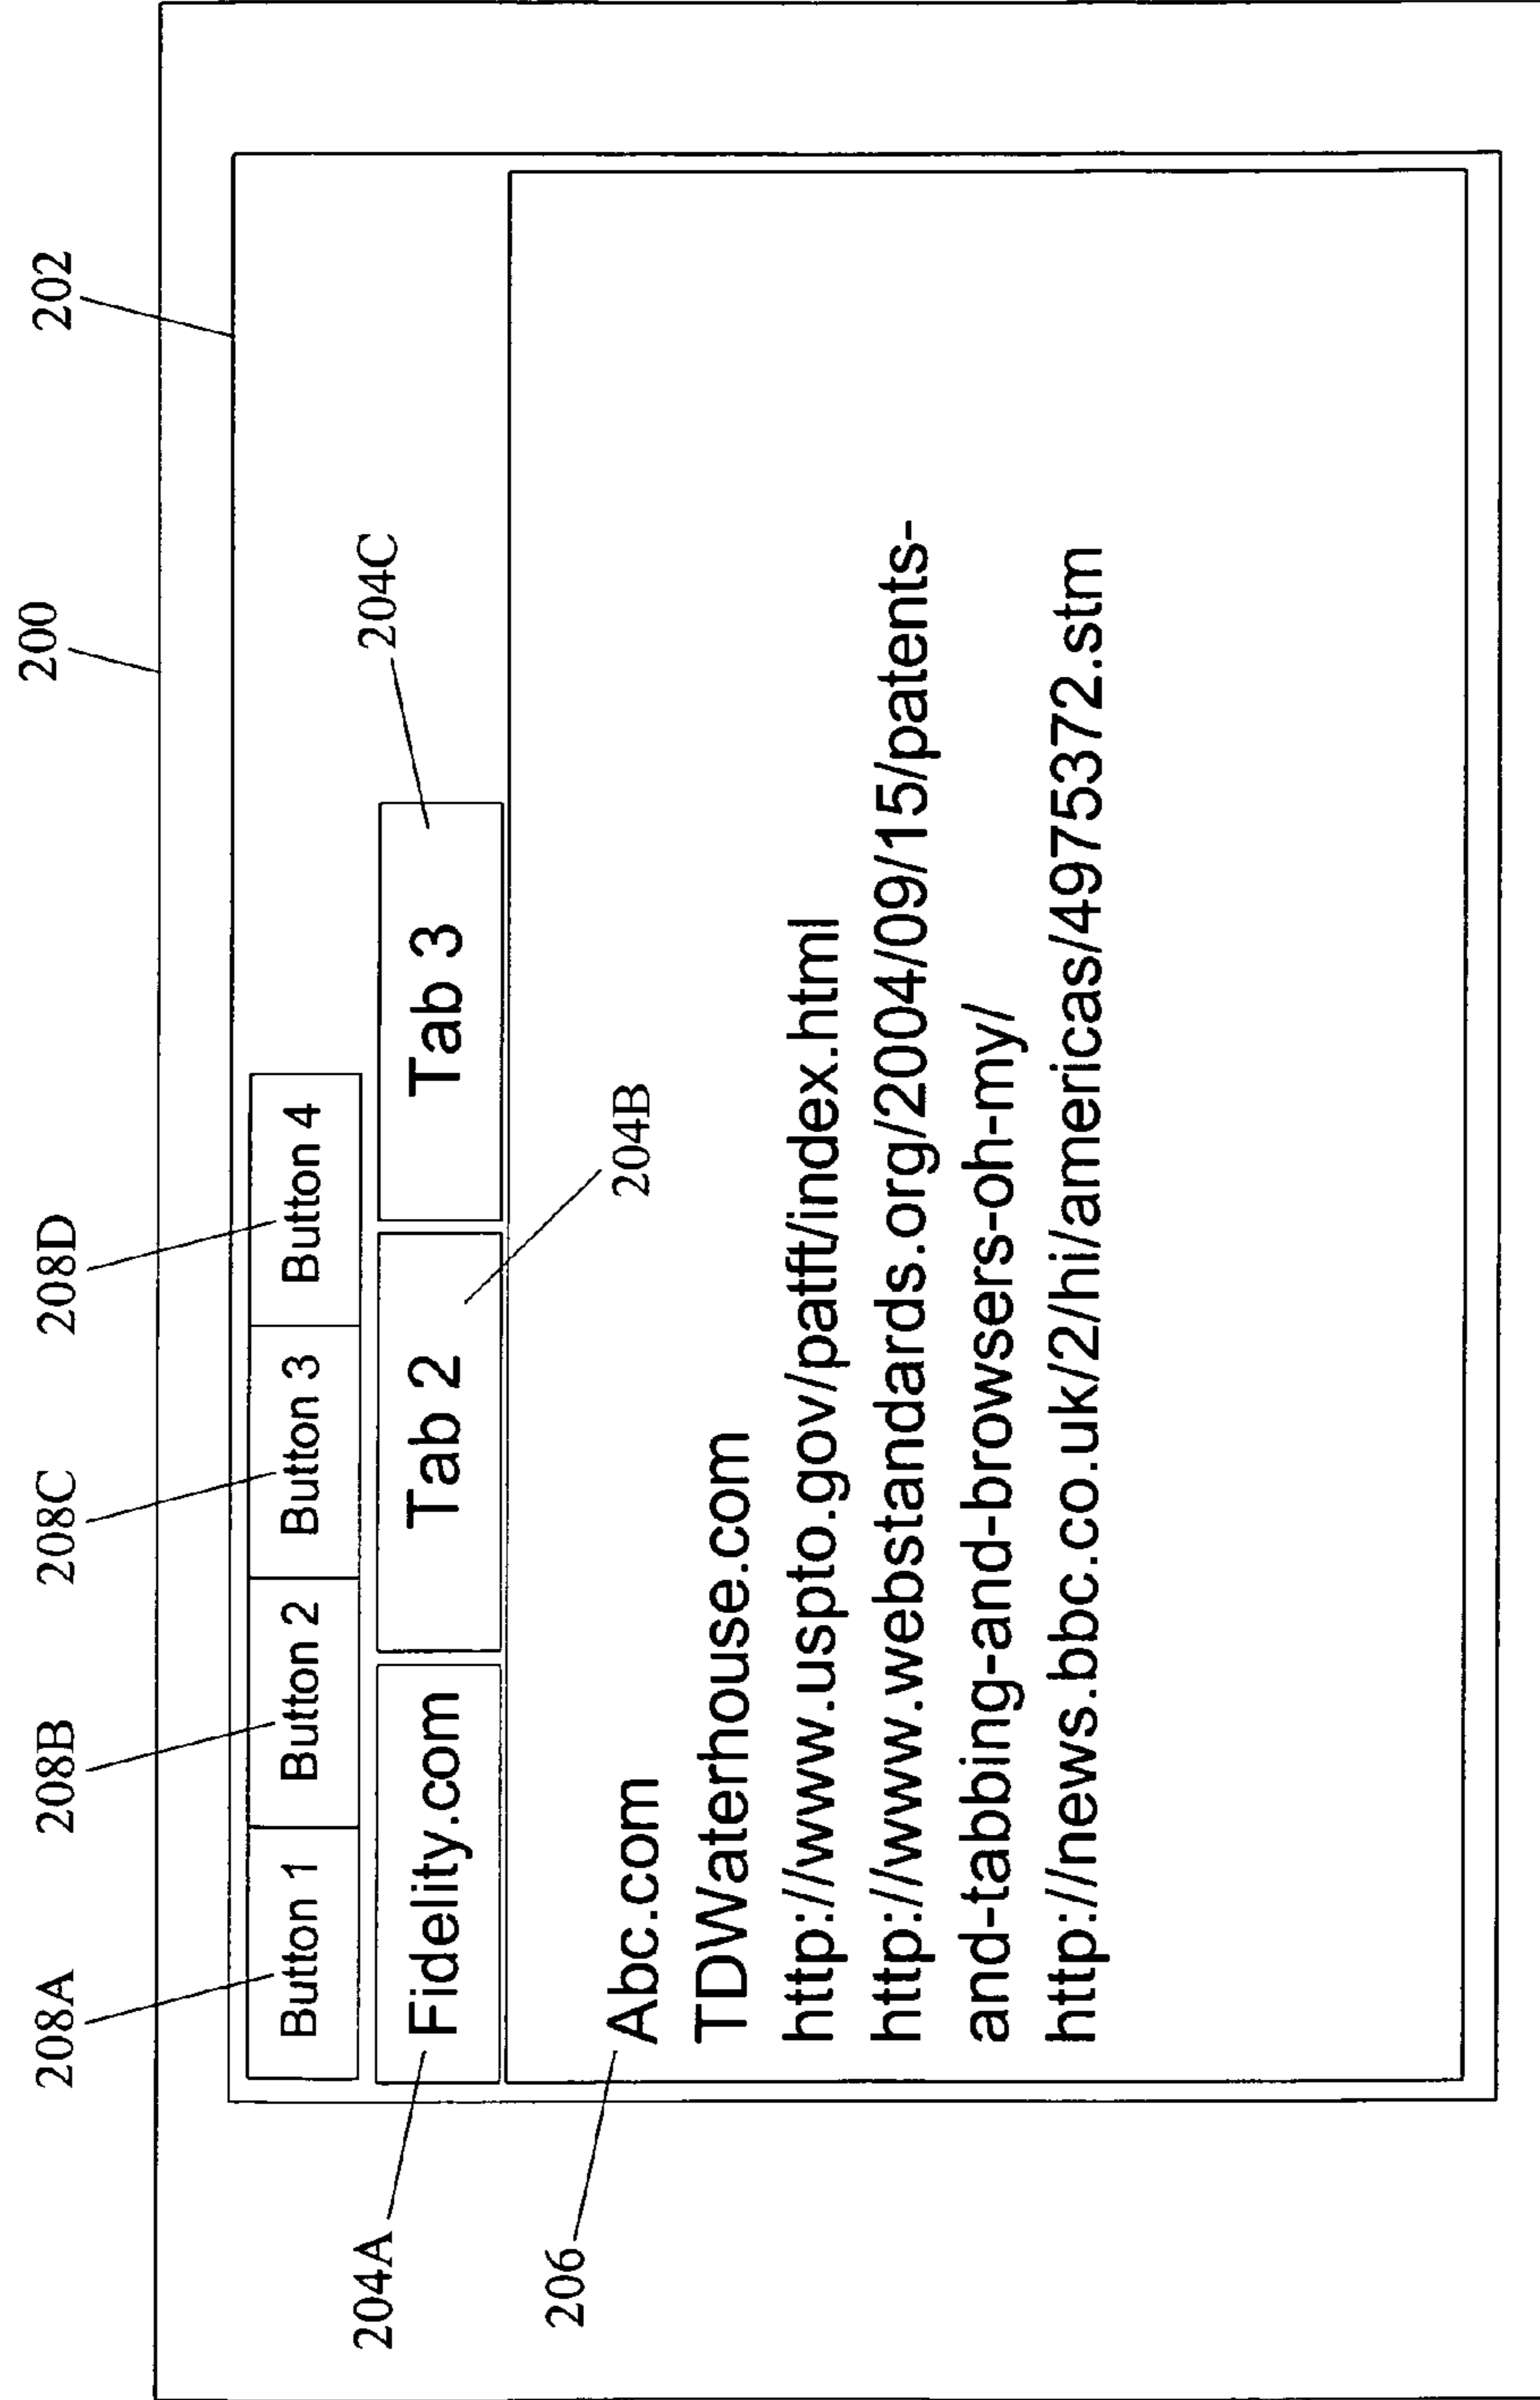 200
202
208A
208B
208C
208D
Button 1
Button 2
Button 3
Button 4
204C
204A
Fidelity.com
Tab 2
Tab 3
204B
206
Abc.com
TDWaterhouse.com
http://www.uspto.gov/patft/index.html
http://www.webstandards.org/2004/09/15/patents-
and-tabbing-and-browsers-oh-my/
http://news.bbc.co.uk/2/hi/americas/4975372.stm